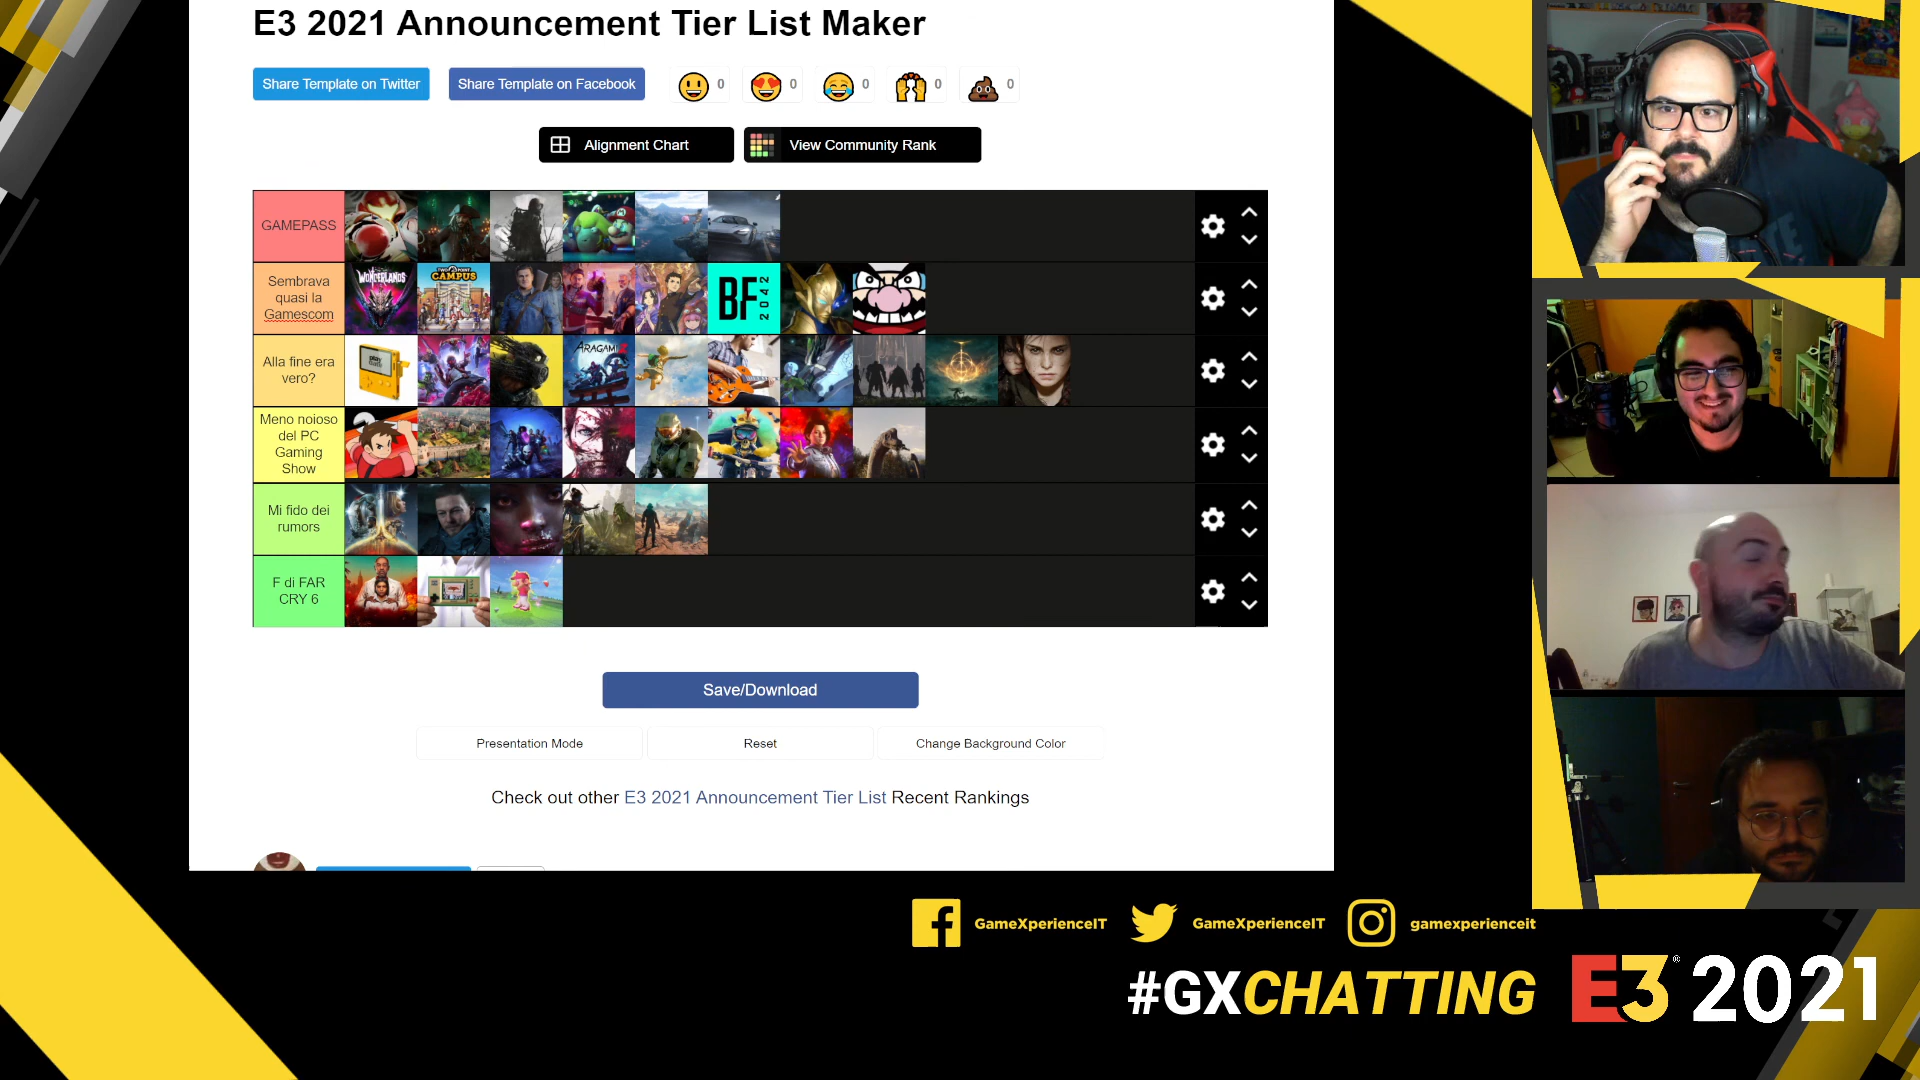 E3 2021 Announcement Tier List Maker
Share Template on Twitter
Share Template on Facebook
0
0
0
0
0
Alignment Chart
View Community Rank
GAMEPASS
Sembrava
quasi la
Gamescom
WONDERLANDS
TWO POINT
CAMPUS
BF
2042
Alla fine era
vero?
ARAGAMI 2
Meno noioso
del PC
Gaming
Show
Mi fido dei
rumors
F di FAR
CRY 6
Save/Download
Presentation Mode
Reset
Change Background Color
Check out other E3 2021 Announcement Tier List Recent Rankings
GameXperienceIT
GameXperienceIT
gamexperienceit
#GXCHATTING
E3® 2021